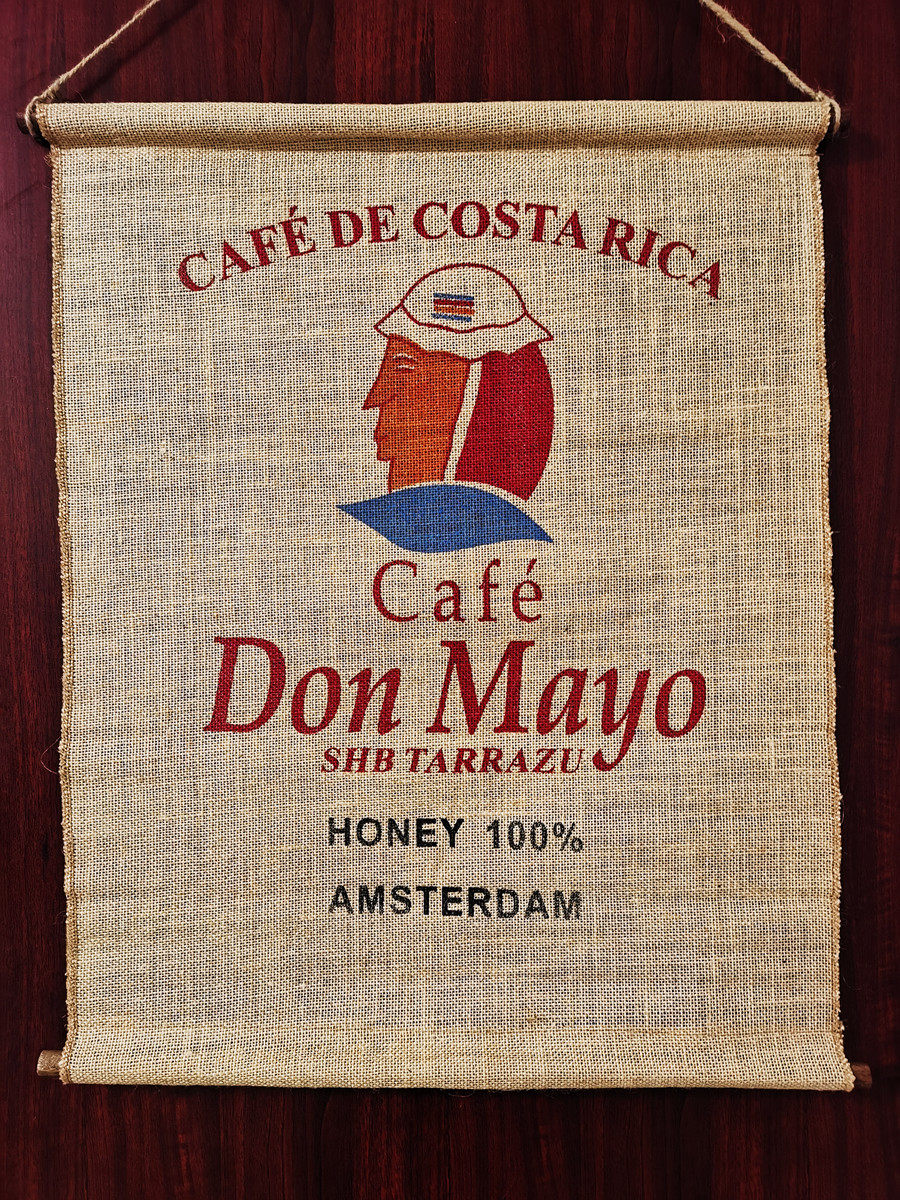 CAFÉ DE COSTA RICA
Café
Don Mayo
SHB TARRAZU
HONEY 100%
AMSTERDAM